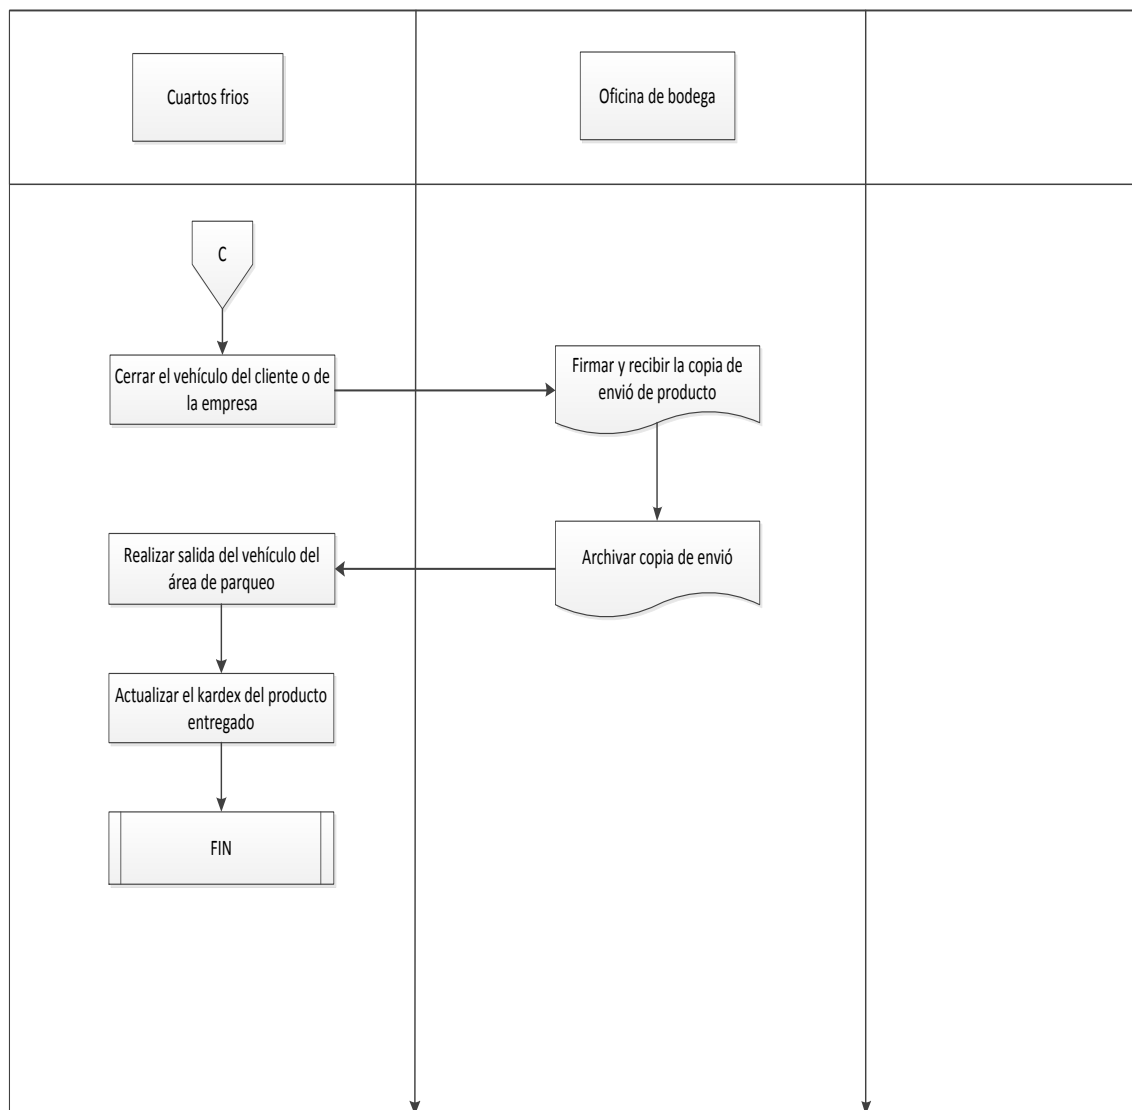 Cuartos frios
Oficina de bodega
C
Cerrar el vehículo del cliente o de
la empresa
Firmar y recibir la copia de
envió de producto
Realizar salida del vehículo del
área de parqueo
Archivar copia de envió
Actualizar el kardex del producto
entregado
FIN